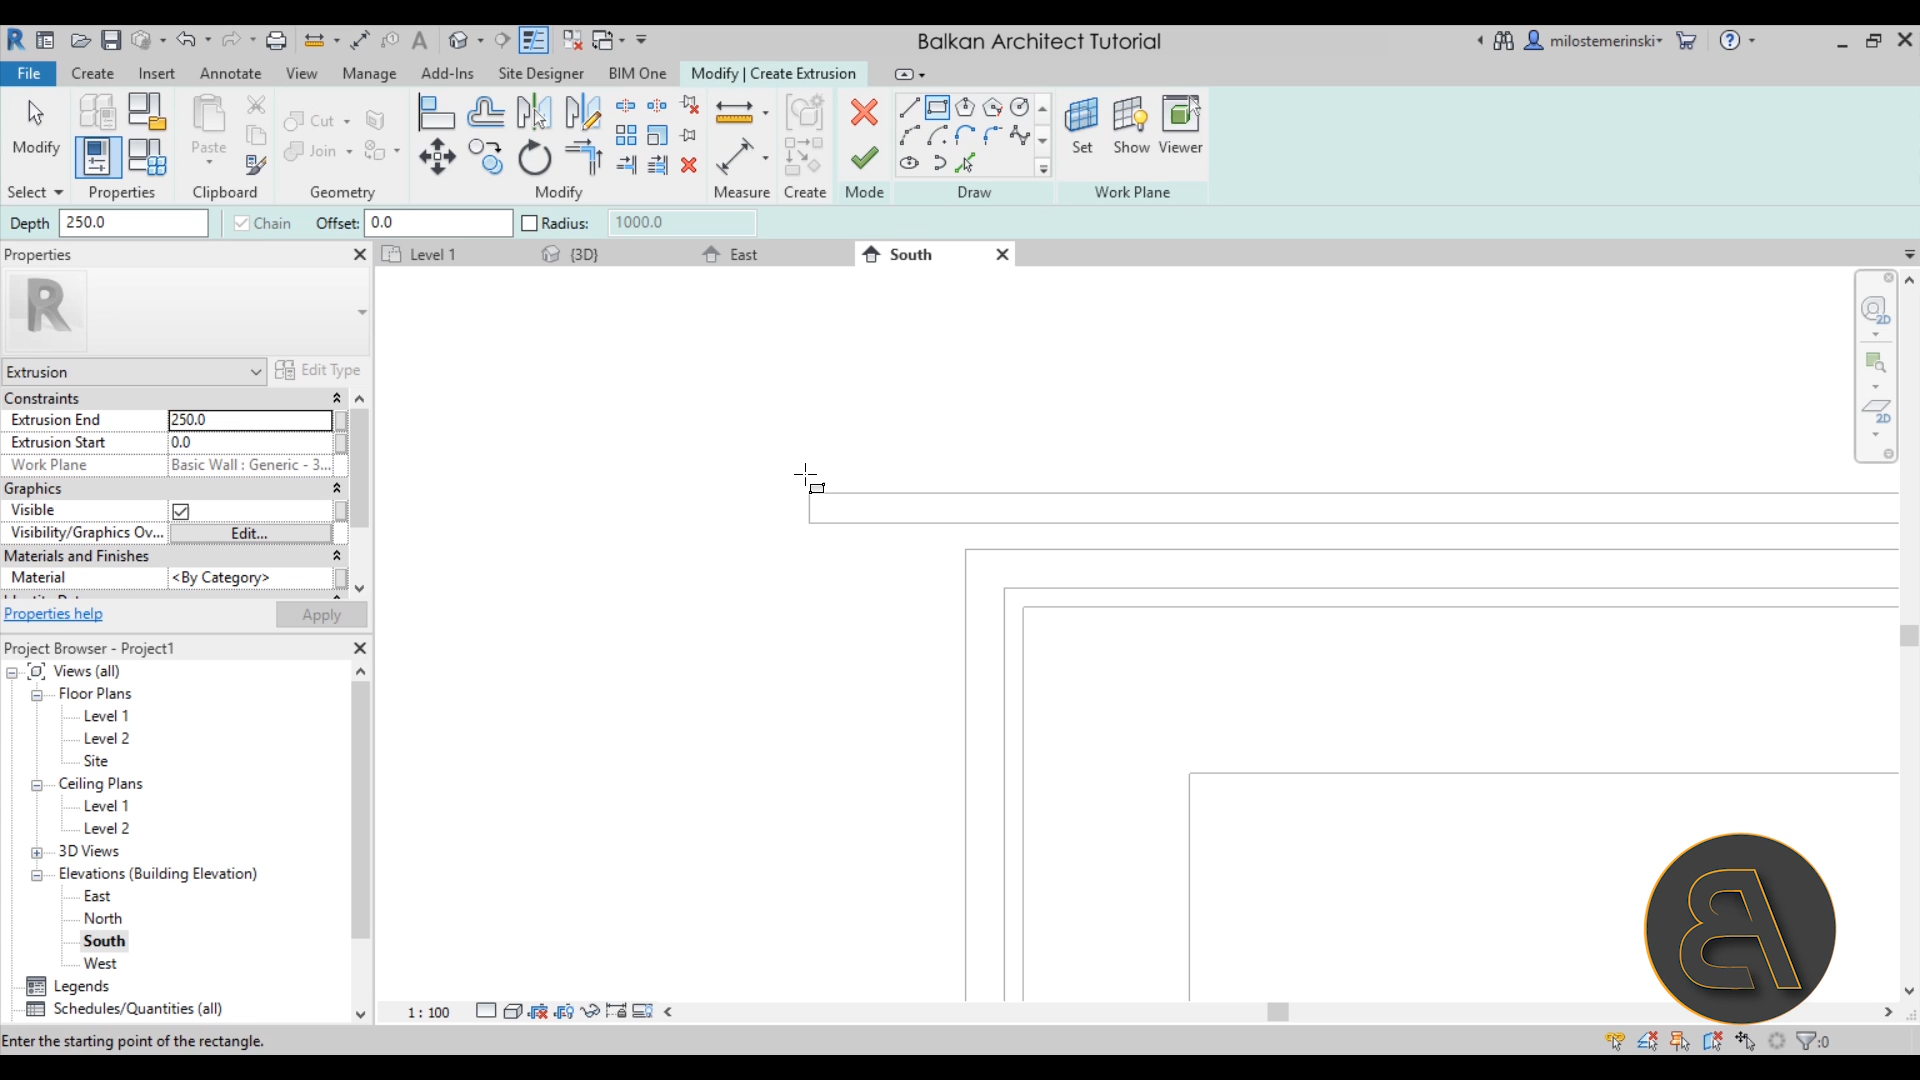 Balkan Architect Tutorial
milostemerinski
File Create Insert Annotate View Manage Add-Ins Site Designer BIM One Modify | Create Extrusion
Modify
Paste
Cut
Join
Set Show Viewer
Select Properties Clipboard Geometry Modify Measure Create Mode Draw Work Plane
Depth 250.0 Chain Offset: 0.0 Radius: 1000.0
Properties
Level 1 {3D} East South
R
Extrusion Edit Type
Constraints
Extrusion End 250.0
Extrusion Start 0.0
Work Plane Basic Wall : Generic - 3...
Graphics
Visible
Visibility/Graphics Ov... Edit...
Materials and Finishes
Material <By Category>
Properties help Apply
Project Browser - Project1
Views (all)
Floor Plans
Level 1
Level 2
Site
Ceiling Plans
Level 1
Level 2
3D Views
Elevations (Building Elevation)
East
North
South
West
Legends
Schedules/Quantities (all)
2D
2D
1 : 100
Enter the starting point of the rectangle.
:0